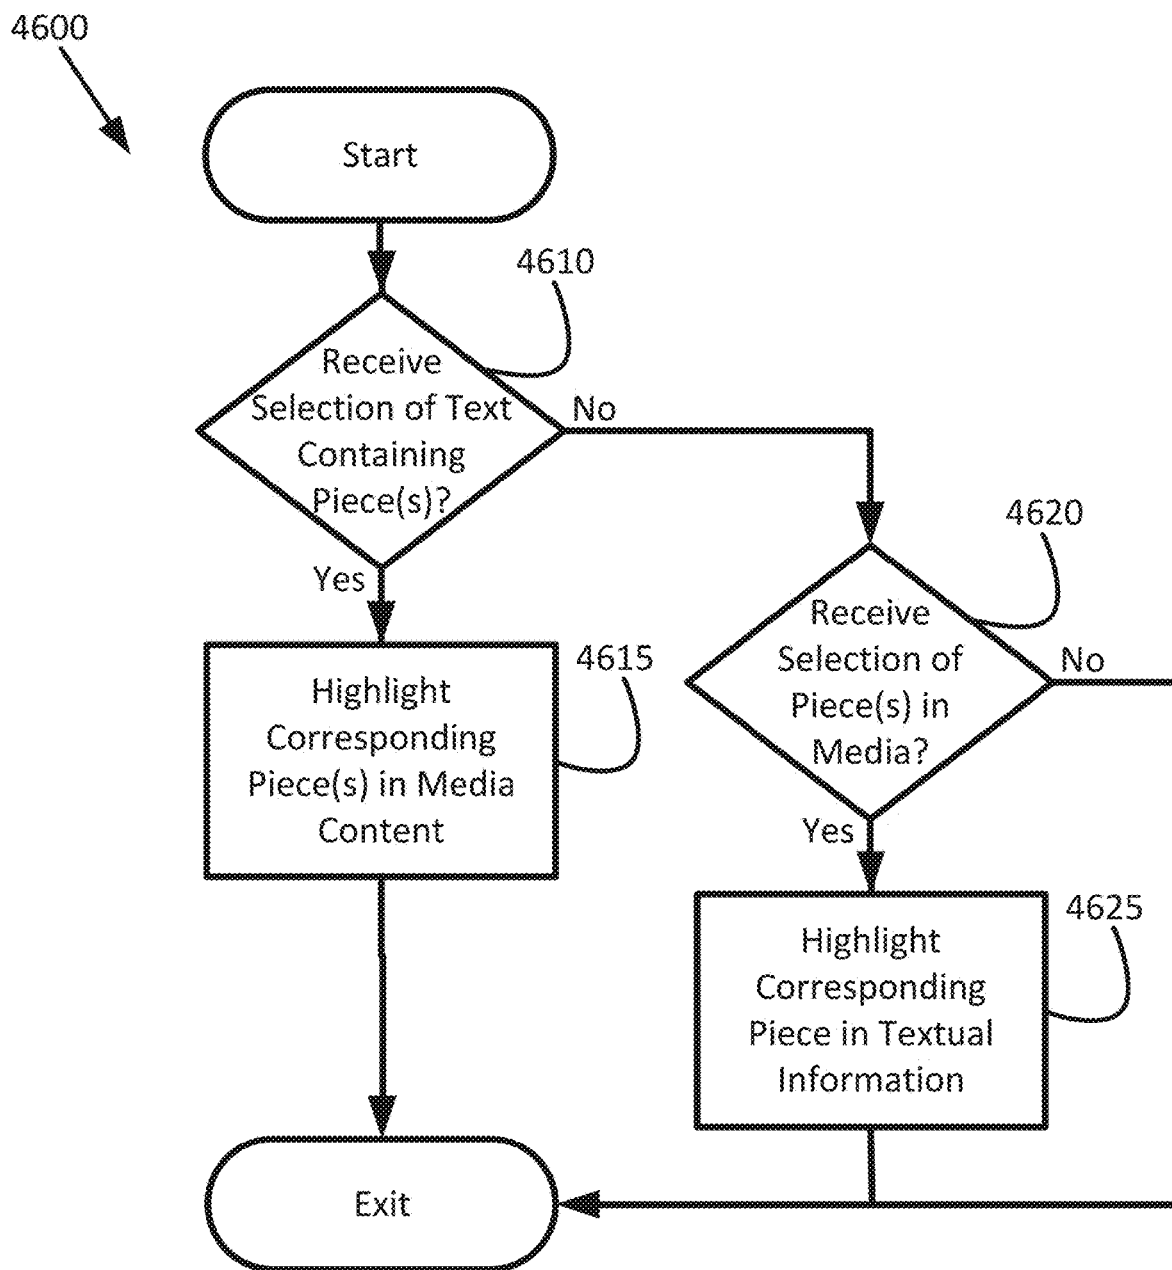 4600
Start
4610
Receive
Selection of Text
Containing
Piece(s)?
No
Yes
4615
Highlight
Corresponding
Piece(s) in Media
Content
4620
Receive
Selection of
Piece(s) in
Media?
No
Yes
4625
Highlight
Corresponding
Piece in Textual
Information
Exit